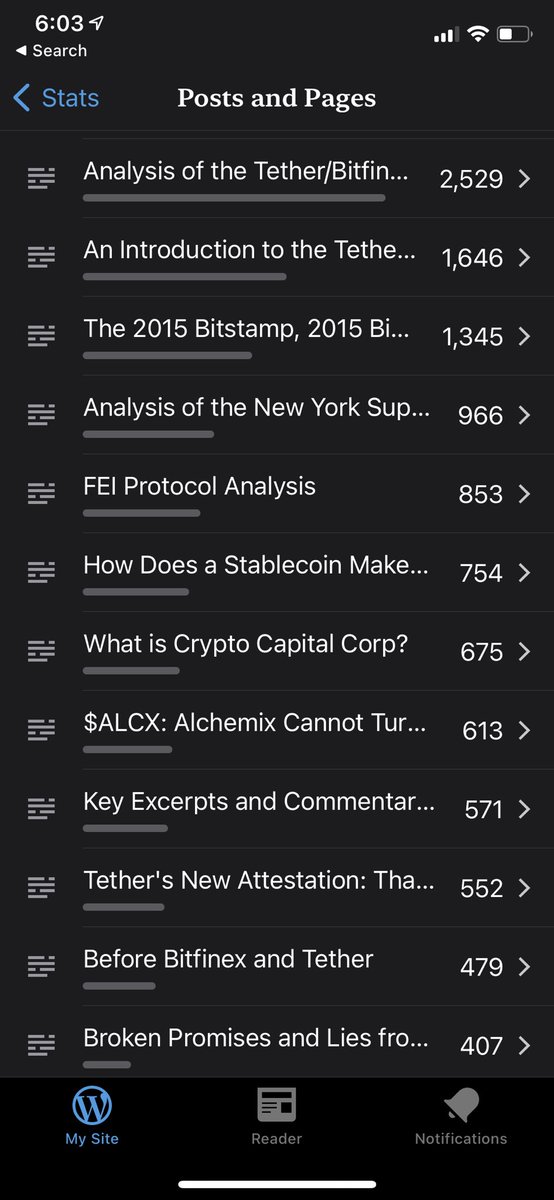 6:03
Search
Stats
Posts and Pages
Analysis of the Tether/Bitfin... 2,529
An Introduction to the Tethe... 1,646
The 2015 Bitstamp, 2015 Bi... 1,345
Analysis of the New York Sup... 966
FEI Protocol Analysis 853
How Does a Stablecoin Make... 754
What is Crypto Capital Corp? 675
$ALCX: Alchemix Cannot Tur... 613
Key Excerpts and Commentar... 571
Tether's New Attestation: Tha... 552
Before Bitfinex and Tether 479
Broken Promises and Lies fro... 407
My Site Reader Notifications